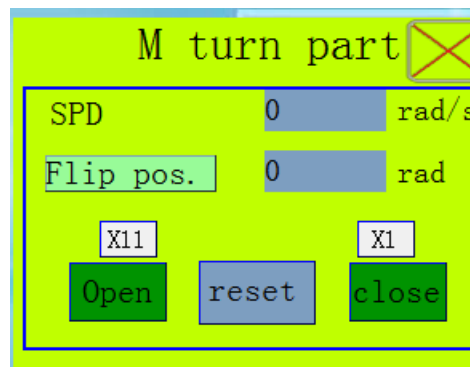 M turn part
SPD 0 rad/s
Flip pos. 0 rad
X11 X1
Open reset close